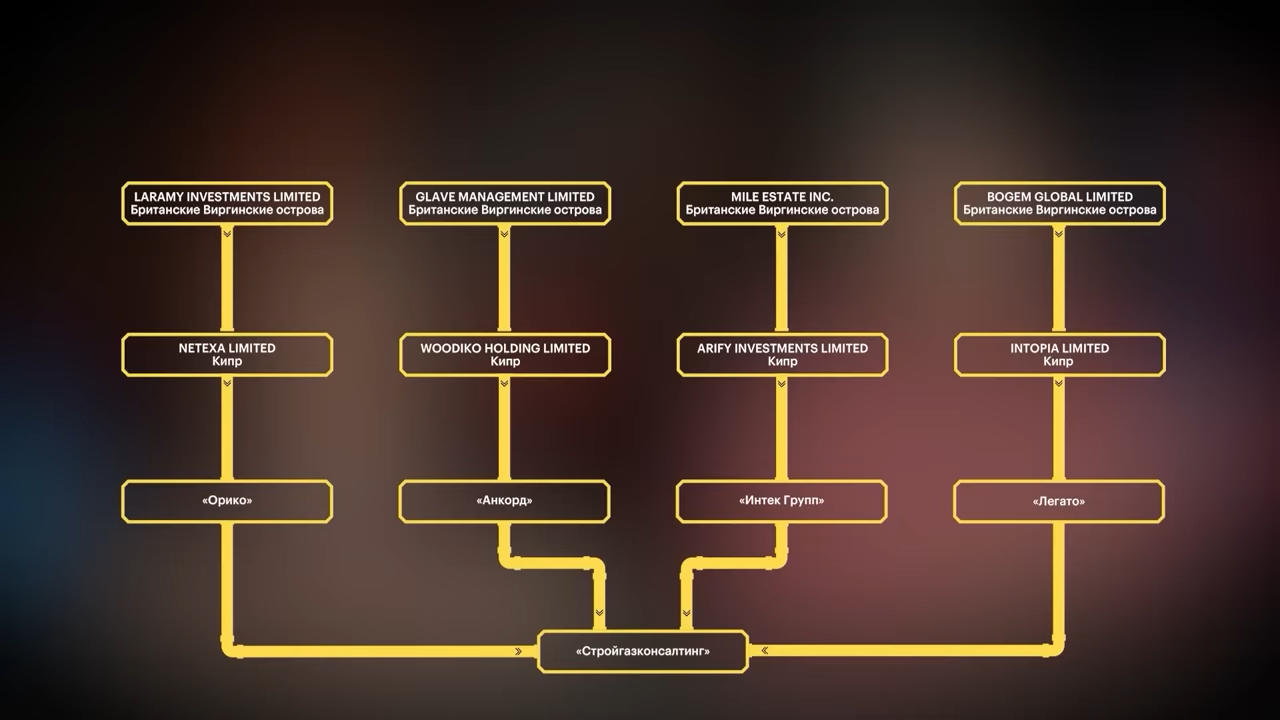 LARAMY INVESTMENTS LIMITED
Британские Виргинские острова
GLAVE MANAGEMENT LIMITED
Британские Виргинские острова
MILE ESTATE INC.
Британские Виргинские острова
BOGEM GLOBAL LIMITED
Британские Виргинские острова
NETEXA LIMITED
Кипр
WOODIKO HOLDING LIMITED
Кипр
ARIFY INVESTMENTS LIMITED
Кипр
INTOPIA LIMITED
Кипр
«Орико»
«Анкорд»
«Интек Групп»
«Легато»
«Стройгазконсалтинг»